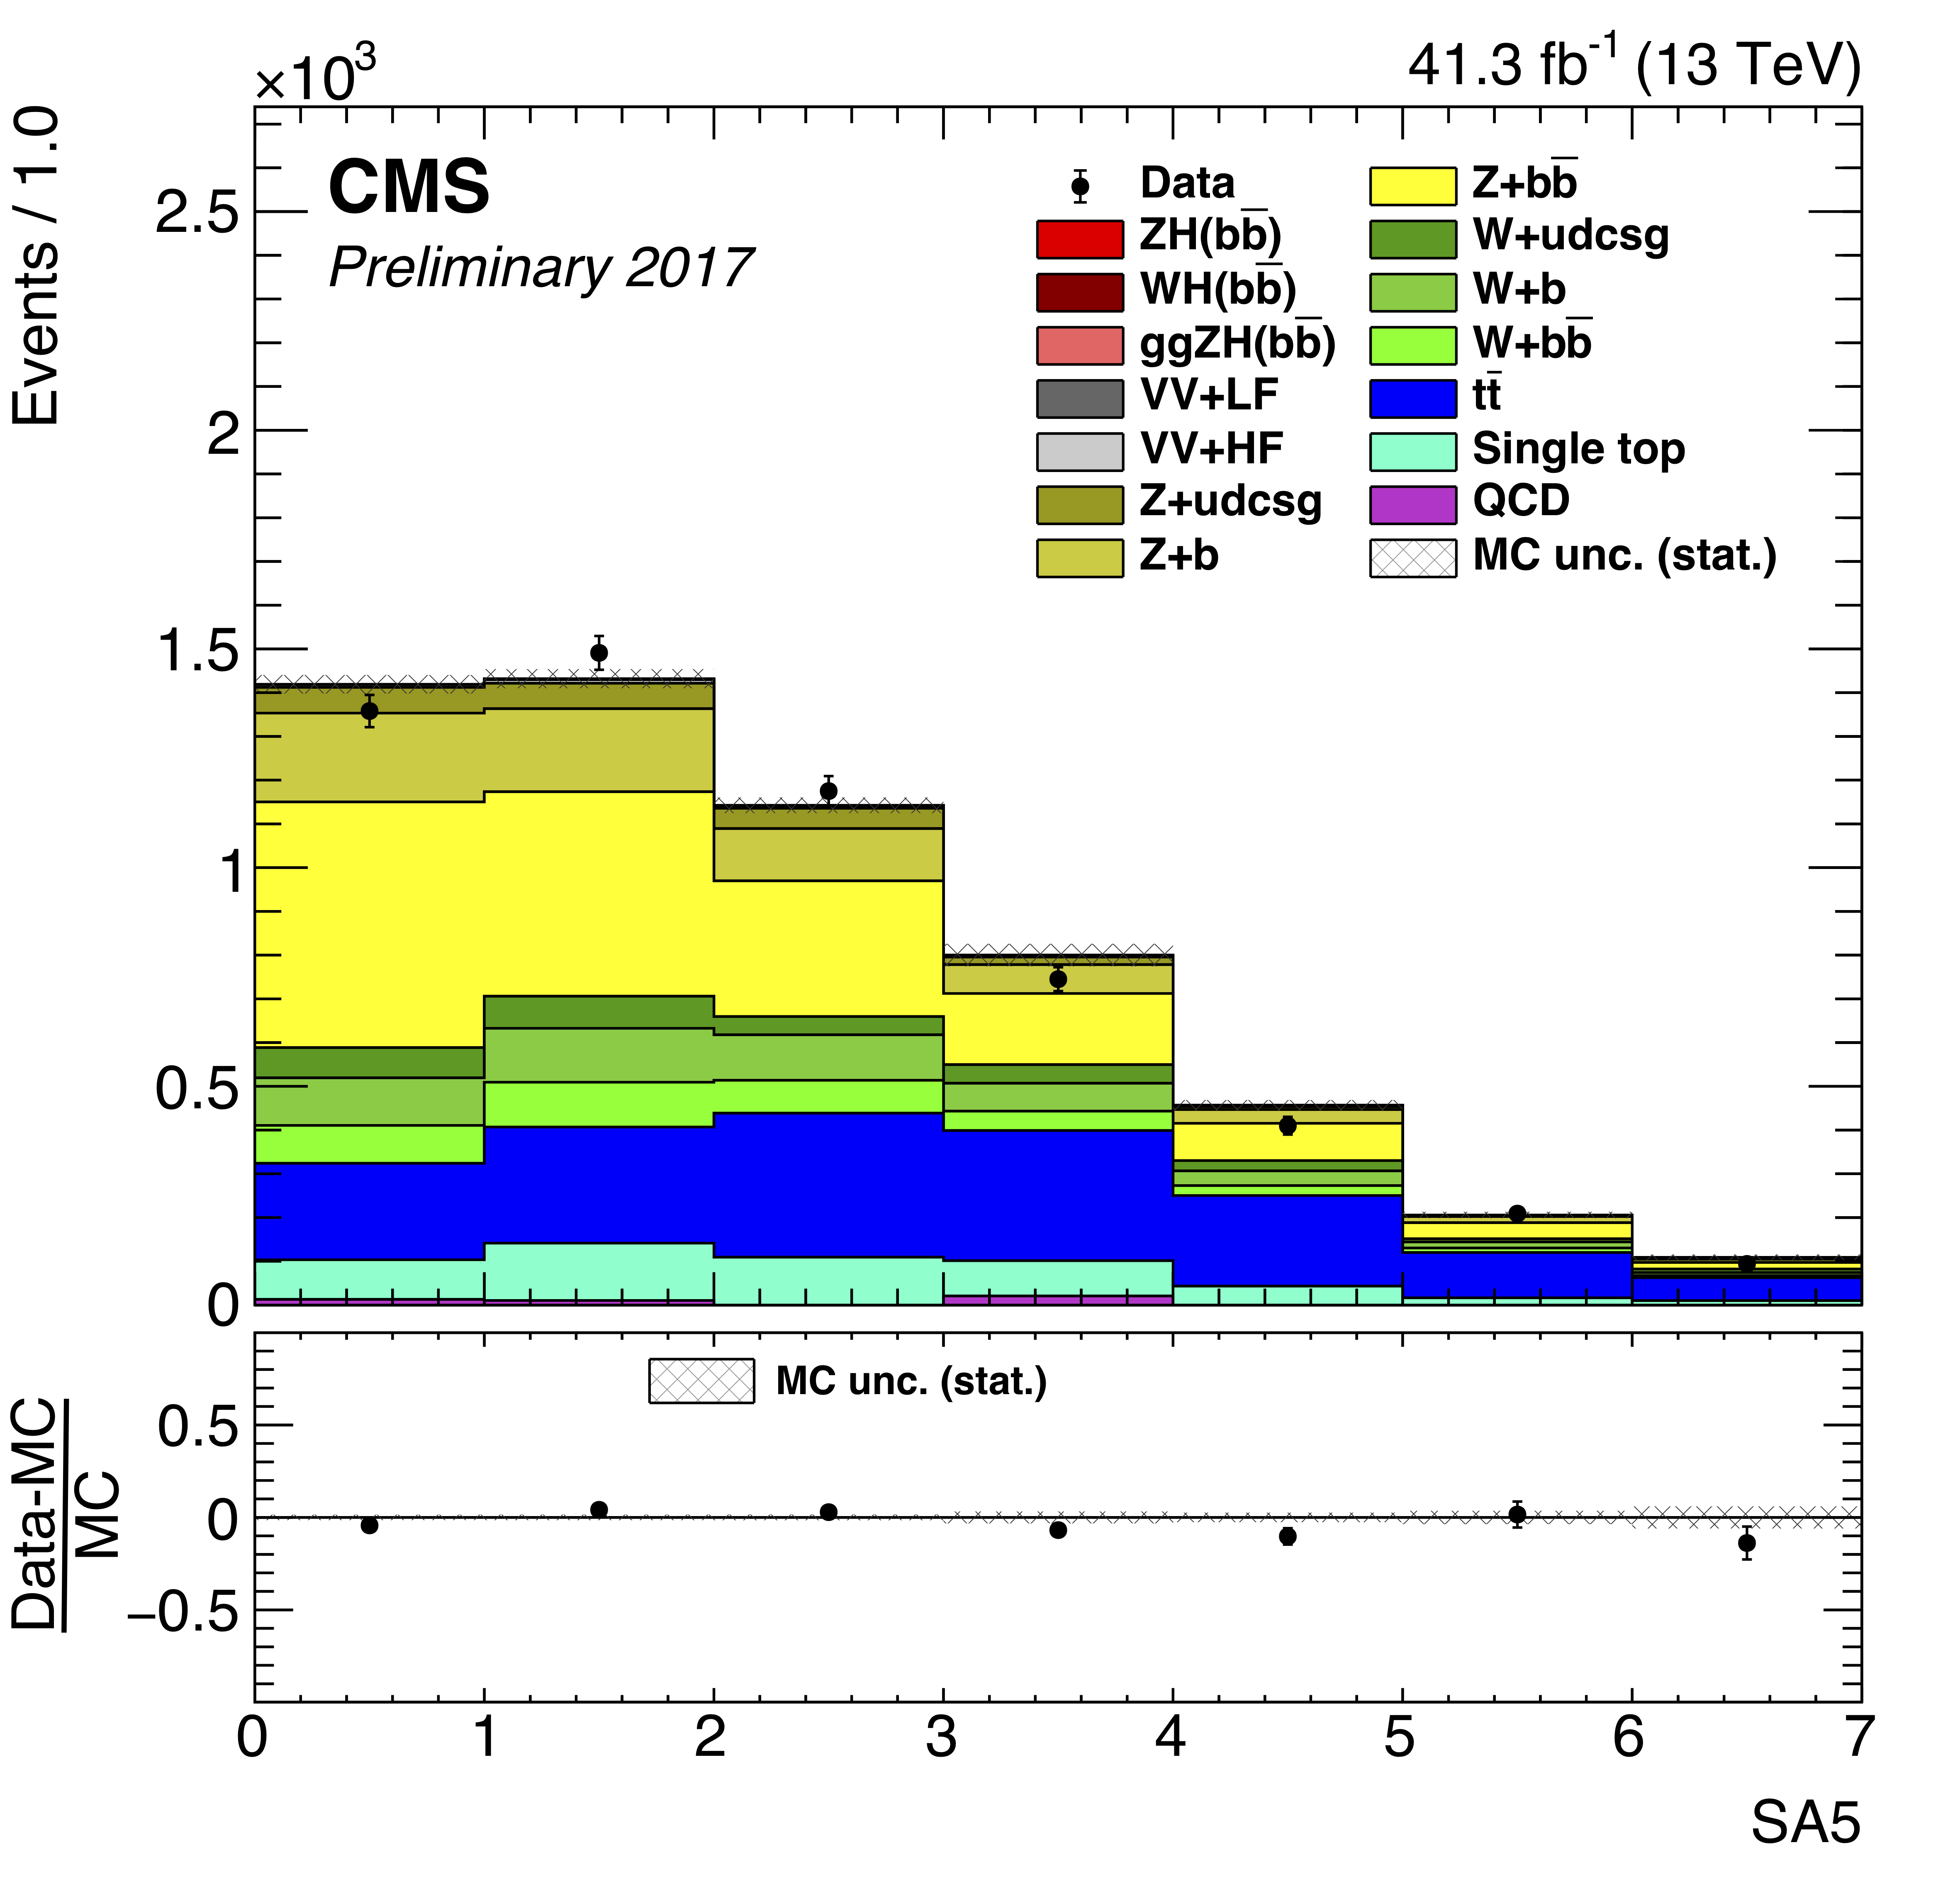 ×10³
41.3 fb⁻¹ (13 TeV)
Events / 1.0
CMS
Preliminary 2017
Data
ZH(bb̅)
WH(bb̅)
ggZH(bb̅)
VV+LF
VV+HF
Z+udcsg
Z+b
Z+bb̅
W+udcsg
W+b
W+bb̅
tt̅
Single top
QCD
MC unc. (stat.)
2.5
2
1.5
1
0.5
0
MC unc. (stat.)
Data-MC
MC
0.5
0
−0.5
0 1 2 3 4 5 6 7
SA5